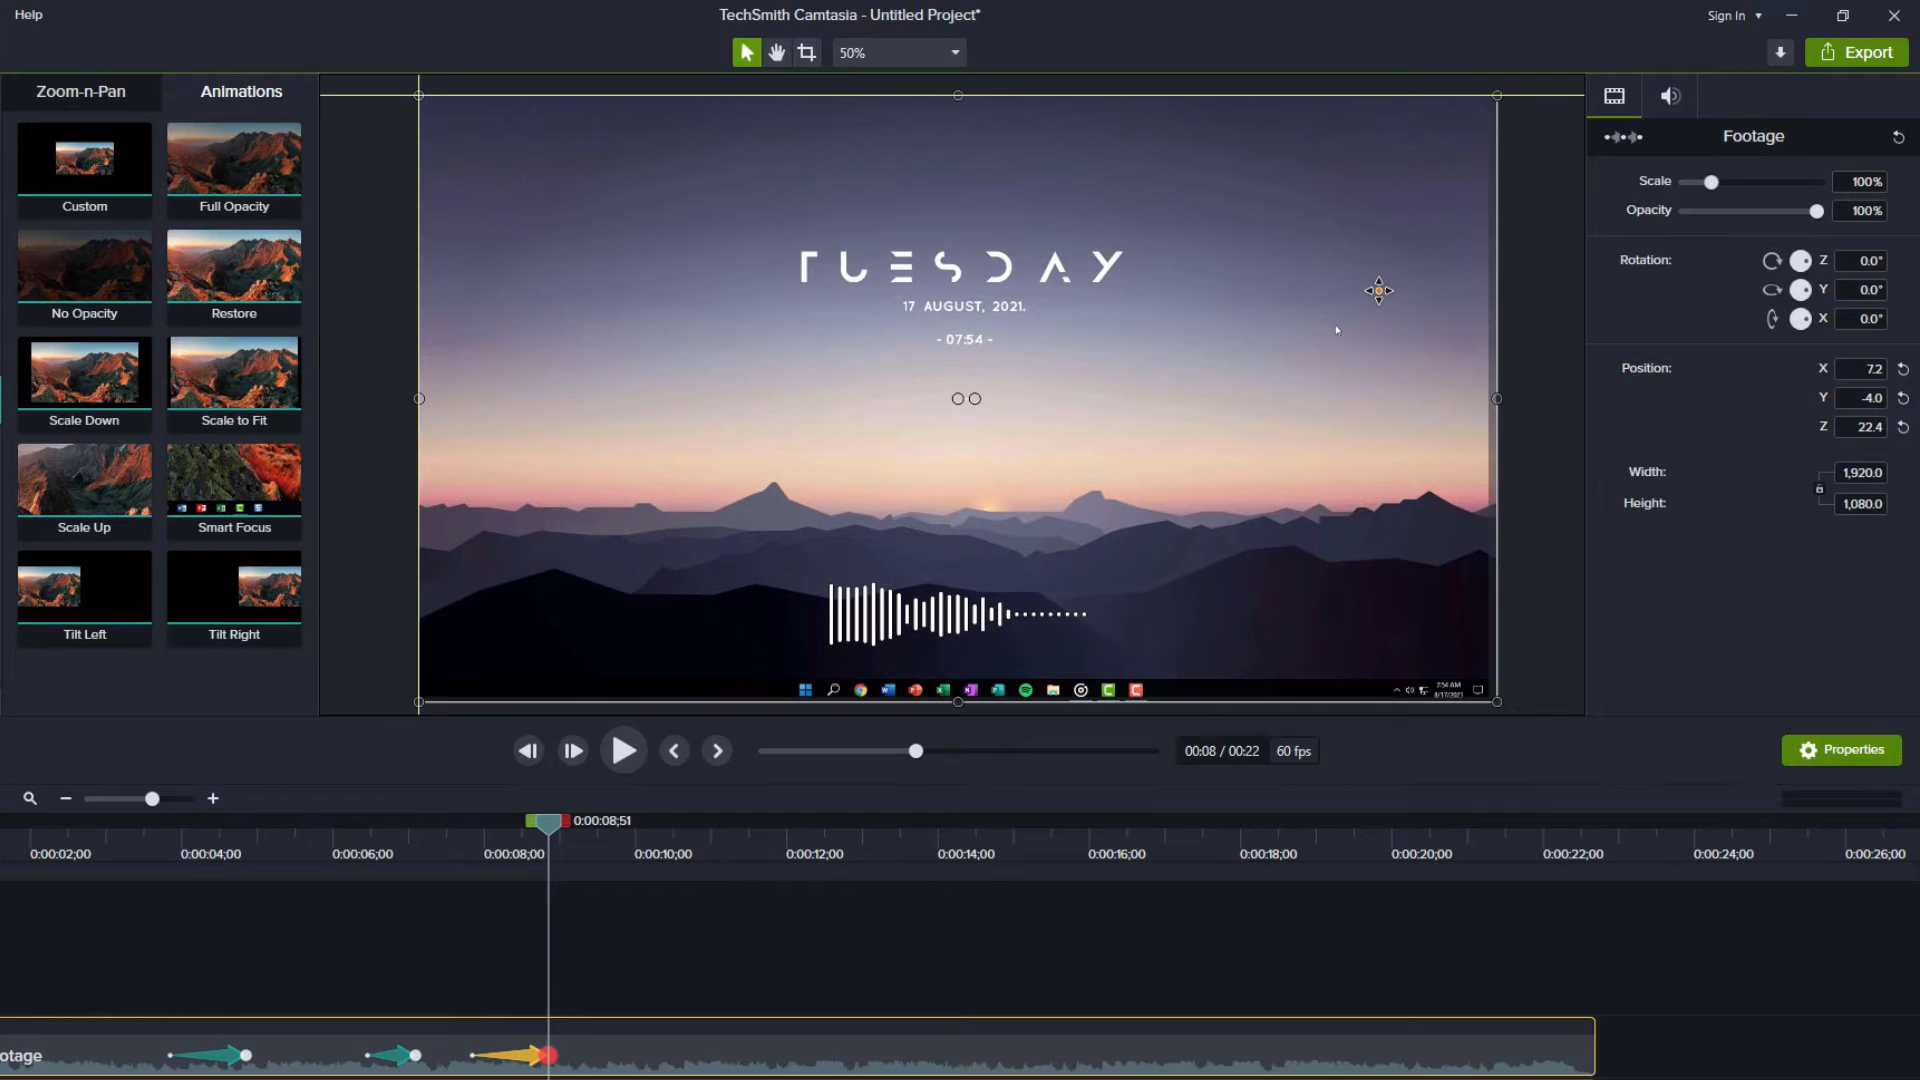 Help
TechSmith Camtasia - Untitled Project*
Sign In
50%
Export
Zoom-n-Pan
Animations
Custom
Full Opacity
No Opacity
Restore
Scale Down
Scale to Fit
Scale Up
Smart Focus
Tilt Left
Tilt Right
TUESDAY
17 AUGUST, 2021.
- 07:54 -
7:54 AM
8/17/2021
Footage
Scale
100%
Opacity
100%
Rotation:
Z
0.0°
Y
0.0°
X
0.0°
Position:
X
7.2
Y
-4.0
Z
22.4
Width:
1,920.0
Height:
1,080.0
00:08 / 00:22
60 fps
Properties
0:00:08;51
0:00:02;00
0:00:04;00
0:00:06;00
0:00:08;00
0:00:10;00
0:00:12;00
0:00:14;00
0:00:16;00
0:00:18;00
0:00:20;00
0:00:22;00
0:00:24;00
0:00:26;00
otage